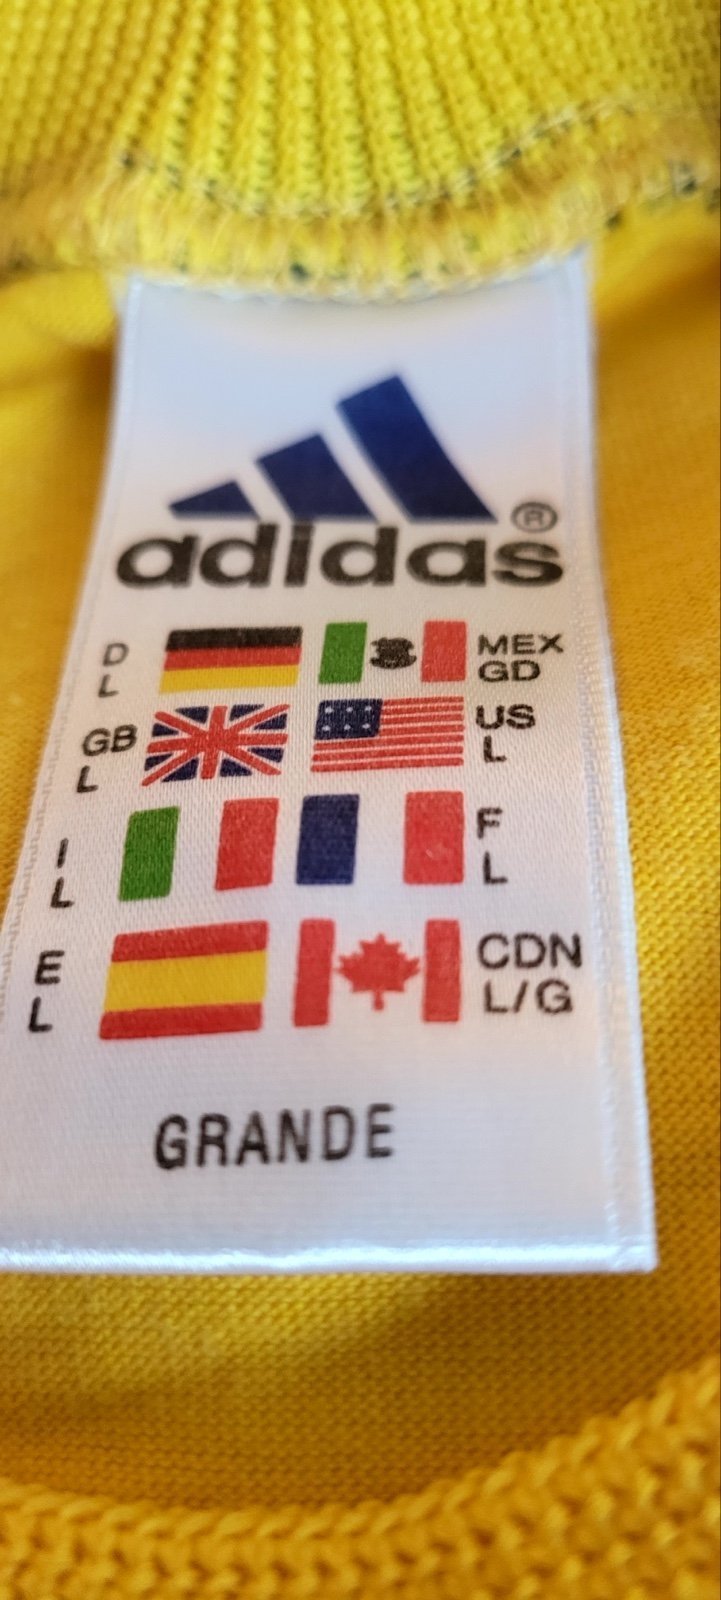 adidas®
D L MEX GD
GB L US L
I L F L
E L CDN L/G
GRANDE